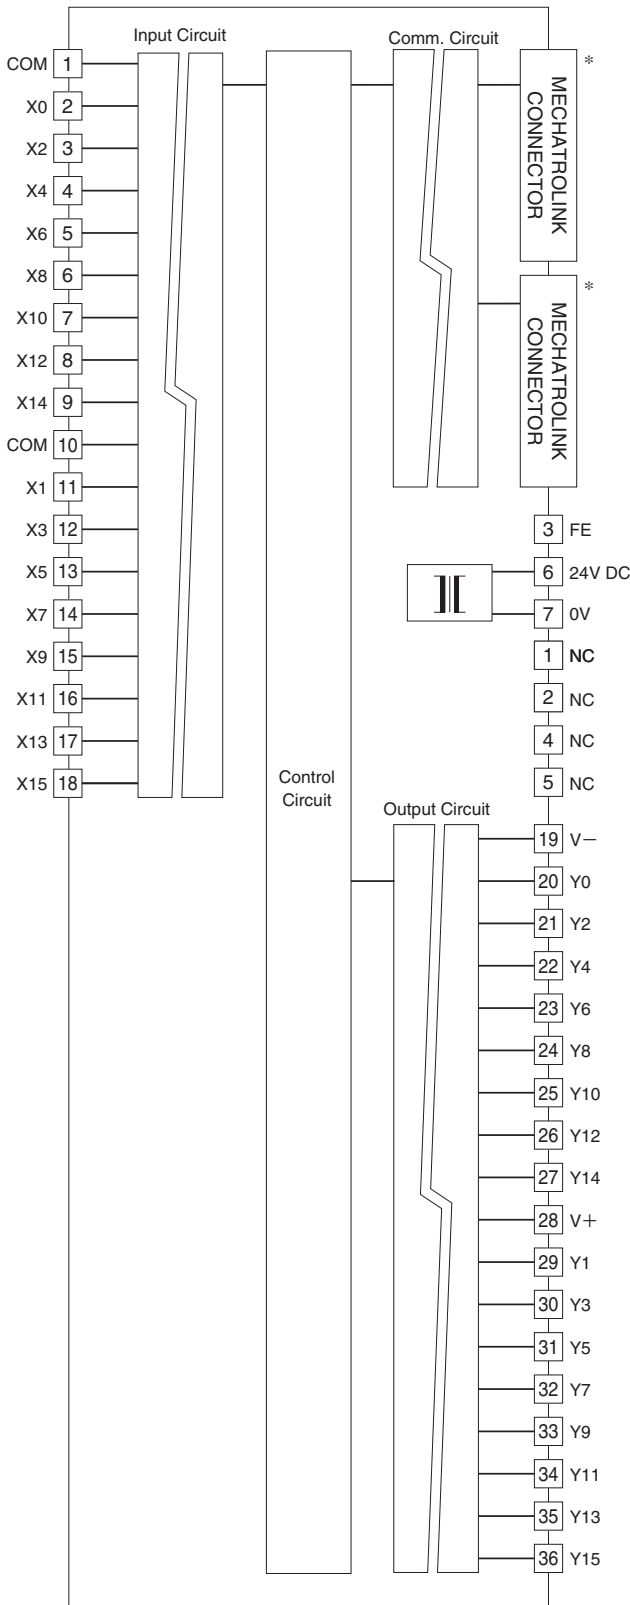 Input Circuit
COM 1
X0 2
X2 3
X4 4
X6 5
X8 6
X10 7
X12 8
X14 9
COM 10
X1 11
X3 12
X5 13
X7 14
X9 15
X11 16
X13 17
X15 18
Control
Circuit
Comm. Circuit
MECHATROLINK
CONNECTOR
*
MECHATROLINK
CONNECTOR
*
3 FE
6 24V DC
7 0V
1 NC
2 NC
4 NC
5 NC
Output Circuit
19 V−
20 Y0
21 Y2
22 Y4
23 Y6
24 Y8
25 Y10
26 Y12
27 Y14
28 V+
29 Y1
30 Y3
31 Y5
32 Y7
33 Y9
34 Y11
35 Y13
36 Y15